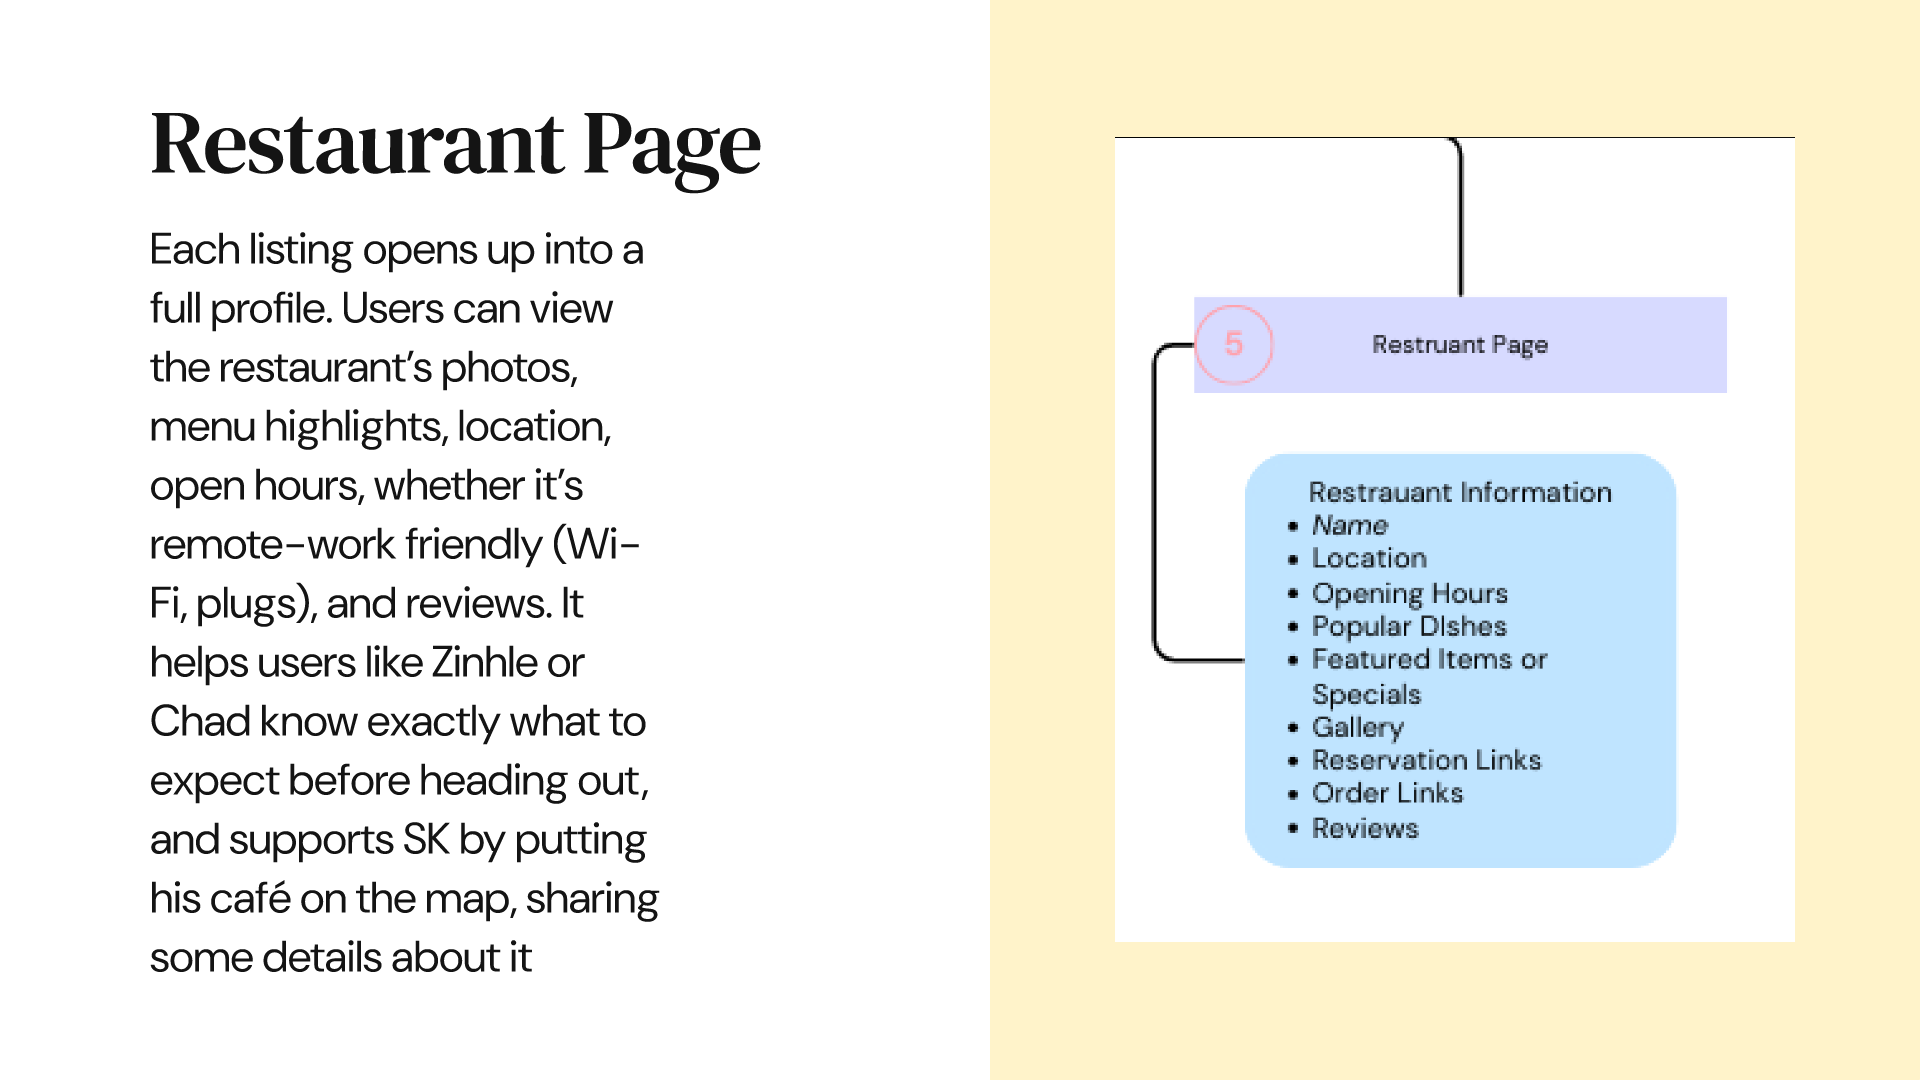 Restaurant Page
Each listing opens up into a
full profile. Users can view
the restaurant’s photos,
menu highlights, location,
open hours, whether it’s
remote-work friendly (Wi-
Fi, plugs), and reviews. It
helps users like Zinhle or
Chad know exactly what to
expect before heading out,
and supports SK by putting
his café on the map, sharing
some details about it
5
Restruant Page
Restrauant Information
• Name
• Location
• Opening Hours
• Popular DIshes
• Featured Items or
Specials
• Gallery
• Reservation Links
• Order Links
• Reviews